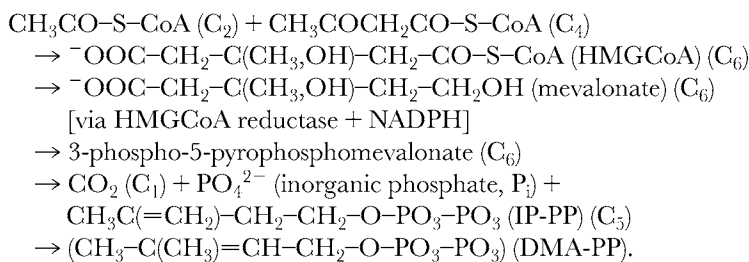 CH₃CO–S–CoA (C₂) + CH₃COCH₂CO–S–CoA (C₄)
→ ⁻OOC–CH₂–C(CH₃,OH)–CH₂–CO–S–CoA (HMGCoA) (C₆)
→ ⁻OOC–CH₂–C(CH₃,OH)–CH₂–CH₂OH (mevalonate) (C₆)
[via HMGCoA reductase + NADPH]
→ 3-phospho-5-pyrophosphomevalonate (C₆)
→ CO₂ (C₁) + PO₄²⁻ (inorganic phosphate, Pᵢ) +
CH₃C(=CH₂)–CH₂–CH₂–O–PO₃–PO₃ (IP-PP) (C₅)
→ (CH₃–C(CH₃)=CH–CH₂–O–PO₃–PO₃) (DMA-PP).